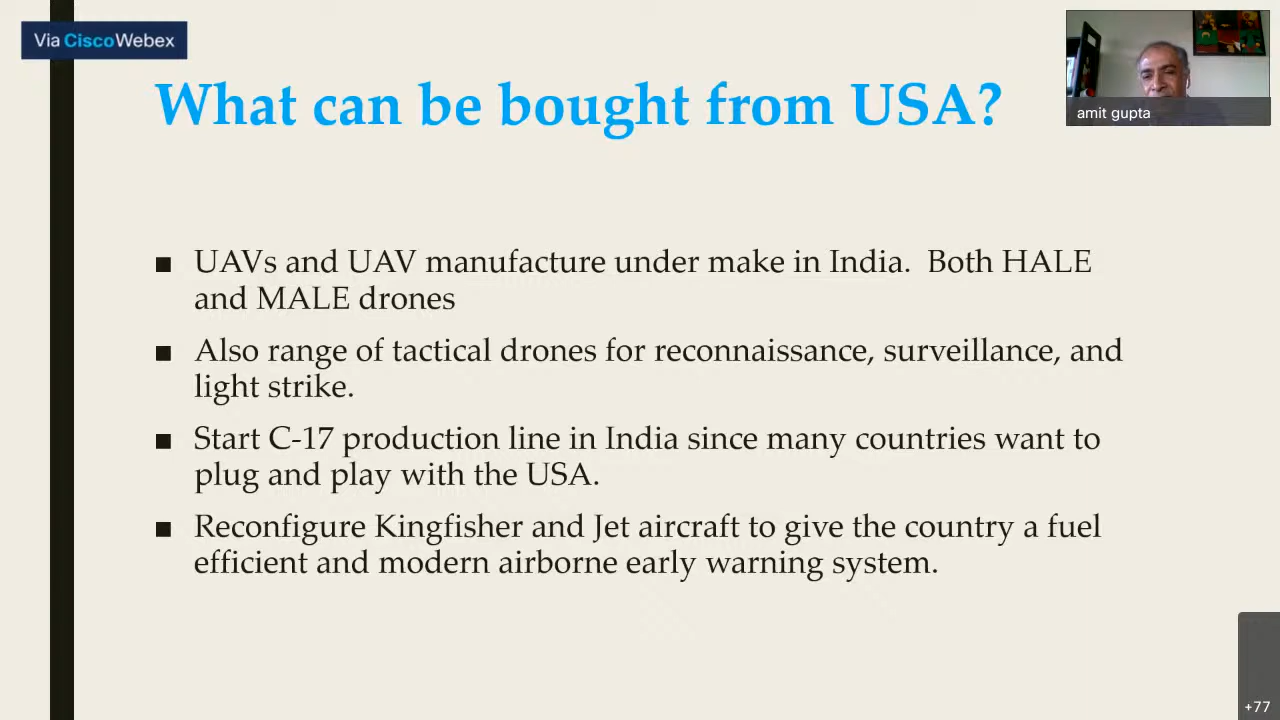 Via CiscoWebex
What can be bought from USA?
amit gupta
■ UAVs and UAV manufacture under make in India.  Both HALE
and MALE drones
■ Also range of tactical drones for reconnaissance, surveillance, and
light strike.
■ Start C-17 production line in India since many countries want to
plug and play with the USA.
■ Reconfigure Kingfisher and Jet aircraft to give the country a fuel
efficient and modern airborne early warning system.
+77